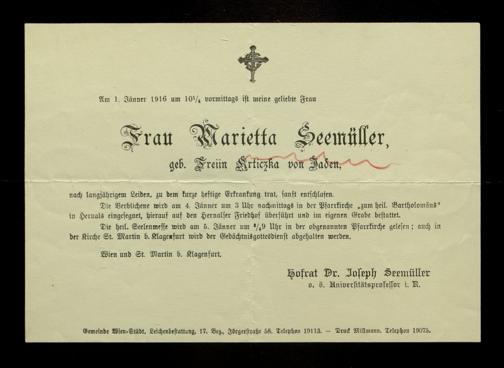 Am 1. Jänner 1916 um 10¼ vormittags ist meine geliebte Frau
Frau Marietta Seemüller,
geb. Freiin Krticzka von Jaden,
nach langjährigem Leiden, zu dem kurze heftige Erkrankung trat, sanft entschlafen.
Die Verblichene wird am 4. Jänner um 3 Uhr nachmittags in der Pfarrkirche „zum heil. Bartholomäus"
in Hernals eingesegnet, hierauf auf den Hernalser Friedhof überführt und im eigenen Grabe bestattet.
Die heil. Seelenmesse wird am 5. Jänner um ¾9 Uhr in der obgenannten Pfarrkirche gelesen; auch in
der Kirche St. Martin b. Klagenfurt wird der Gedächtnisgottesdienst abgehalten werden.
Wien und St. Martin b. Klagenfurt.
Hofrat Dr. Joseph Seemüller
o. ö. Universitätsprofessor i. R.
Gemeinde Wien-Städt. Leichenbestattung, 17. Bez., Jörgerstraße 58. Telephon 19113. — Druck Mißmann. Telephon 19075.